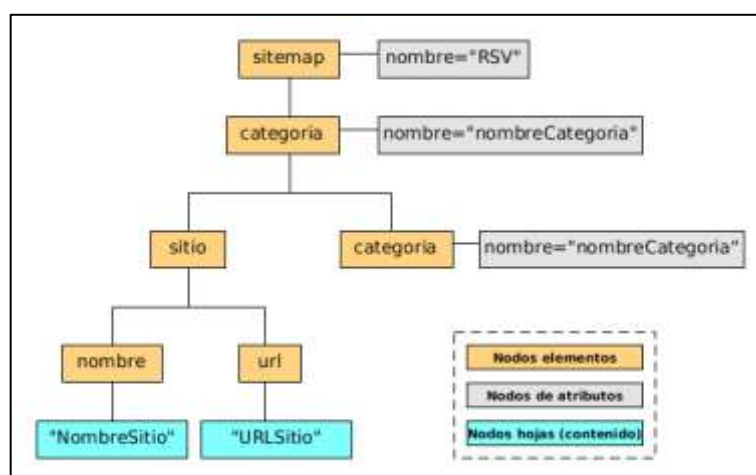 sitemap
nombre="RSV"
categoria
nombre="nombreCategoria"
sitio
categoria
nombre="nombreCategoria"
nombre
url
"NombreSitio"
"URLSitio"
Nodos elementos
Nodos de atributos
Nodos hojas (contenido)